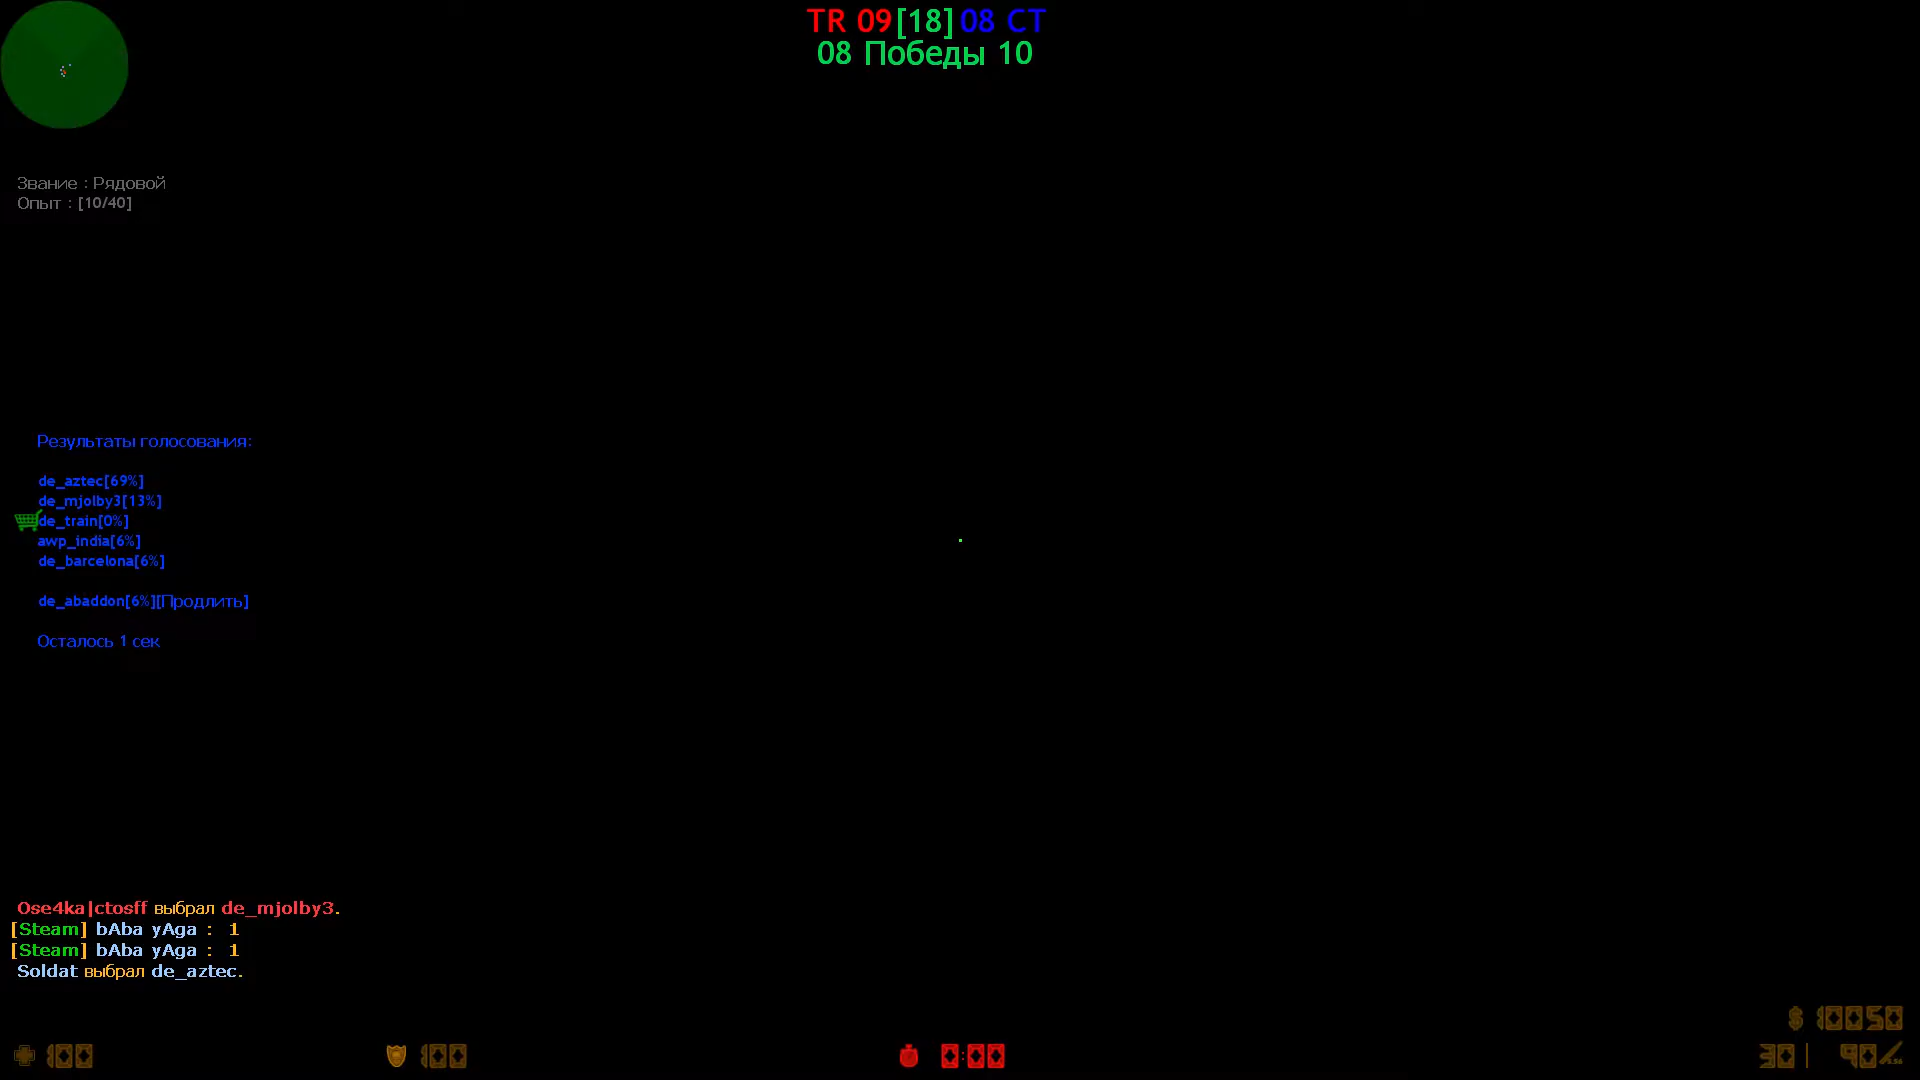 TR 09[18]08 CT
08 Победы 10
Звание : Рядовой
Опыт : [10/40]
Результаты голосования:
de_aztec[69%]
de_mjolby3[13%]
de_train[0%]
awp_india[6%]
de_barcelona[6%]
de_abaddon[6%][Продлить]
Осталось 1 сек
Ose4ka|ctosff выбрал de_mjolby3.
[Steam] bAba yAga :  1
[Steam] bAba yAga :  1
Soldat выбрал de_aztec.
$ 10050
100 100 0:00 30| 90